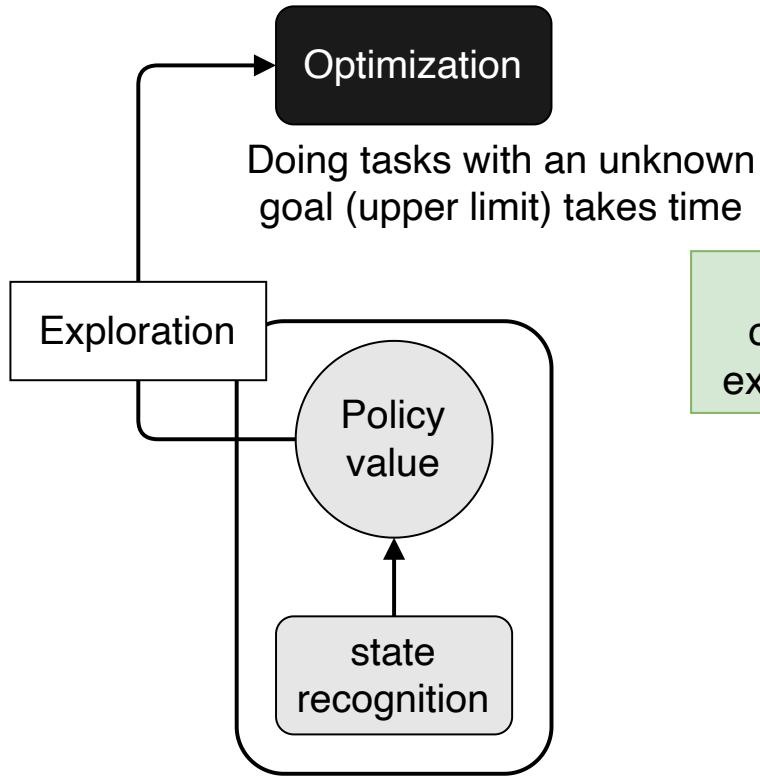 Optimization
Doing tasks with an unknown
goal (upper limit) takes time
Exploration
Policy
value
state
recognition